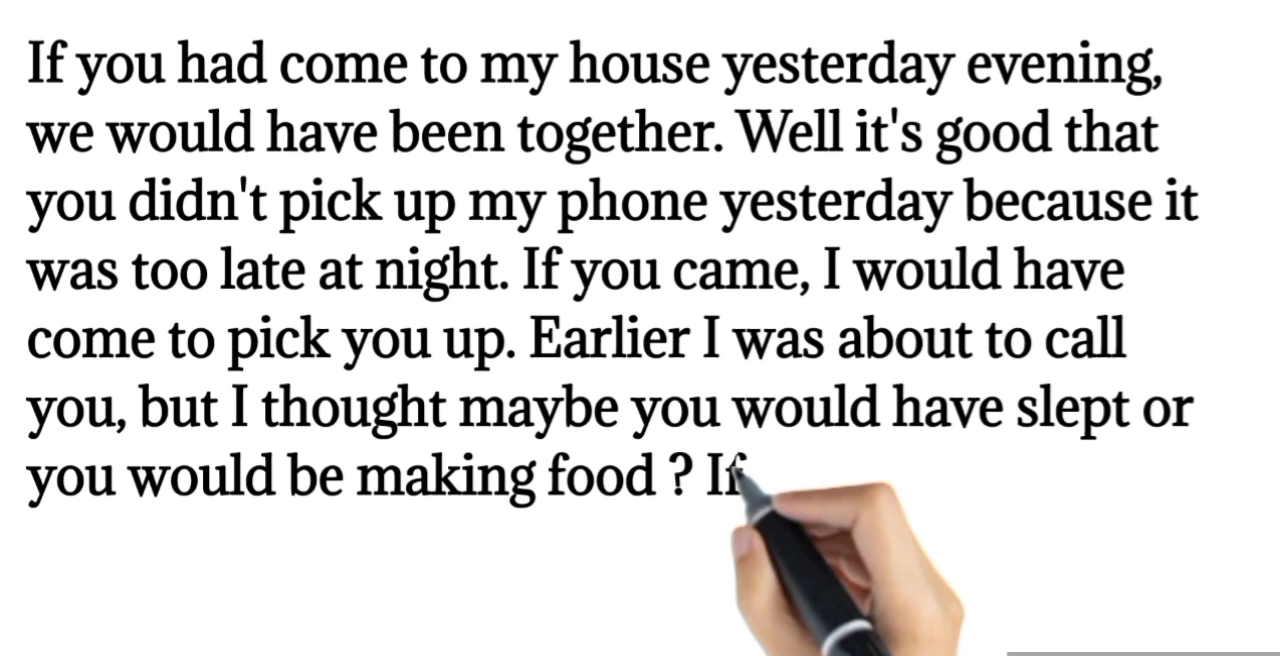 If you had come to my house yesterday evening,
we would have been together. Well it's good that
you didn't pick up my phone yesterday because it
was too late at night. If you came, I would have
come to pick you up. Earlier I was about to call
you, but I thought maybe you would have slept or
you would be making food ? If